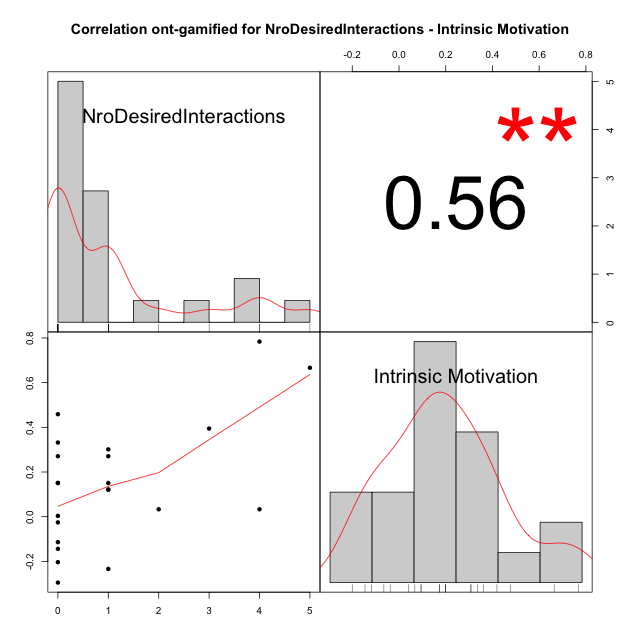 Correlation ont-gamified for NroDesiredInteractions - Intrinsic Motivation
-0.2 0.0 0.2 0.4 0.6 0.8
NroDesiredInteractions
**
0.56
5
4
3
2
1
0
0.8
0.6
0.4
0.2
0.0
-0.2
Intrinsic Motivation
0 1 2 3 4 5